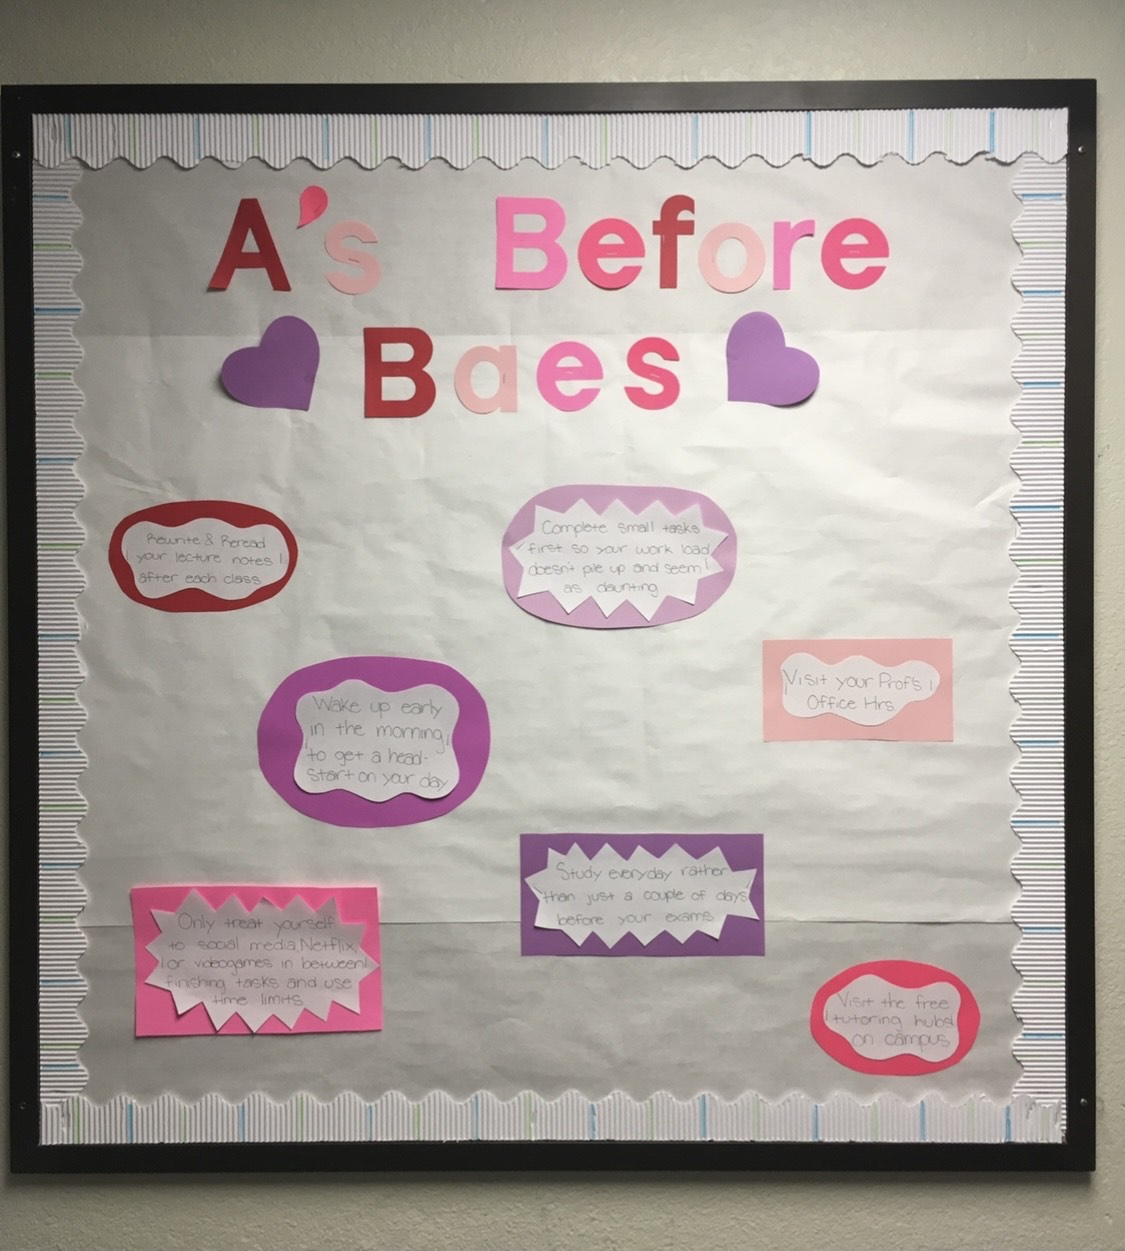 A's Before
Baes
Rewrite & Reread
your lecture notes
after each class
Complete small tasks
first so your work load
doesn't pile up and seem
as daunting
Visit your Prof's
Office Hrs.
Wake up early
in the morning
to get a head-
start on your day
Study everyday rather
than just a couple of days
before your exams
Only treat yourself
to social media, Netflix,
or videogames in between
finishing tasks and use
time limits
Visit the free
tutoring hubs
on campus